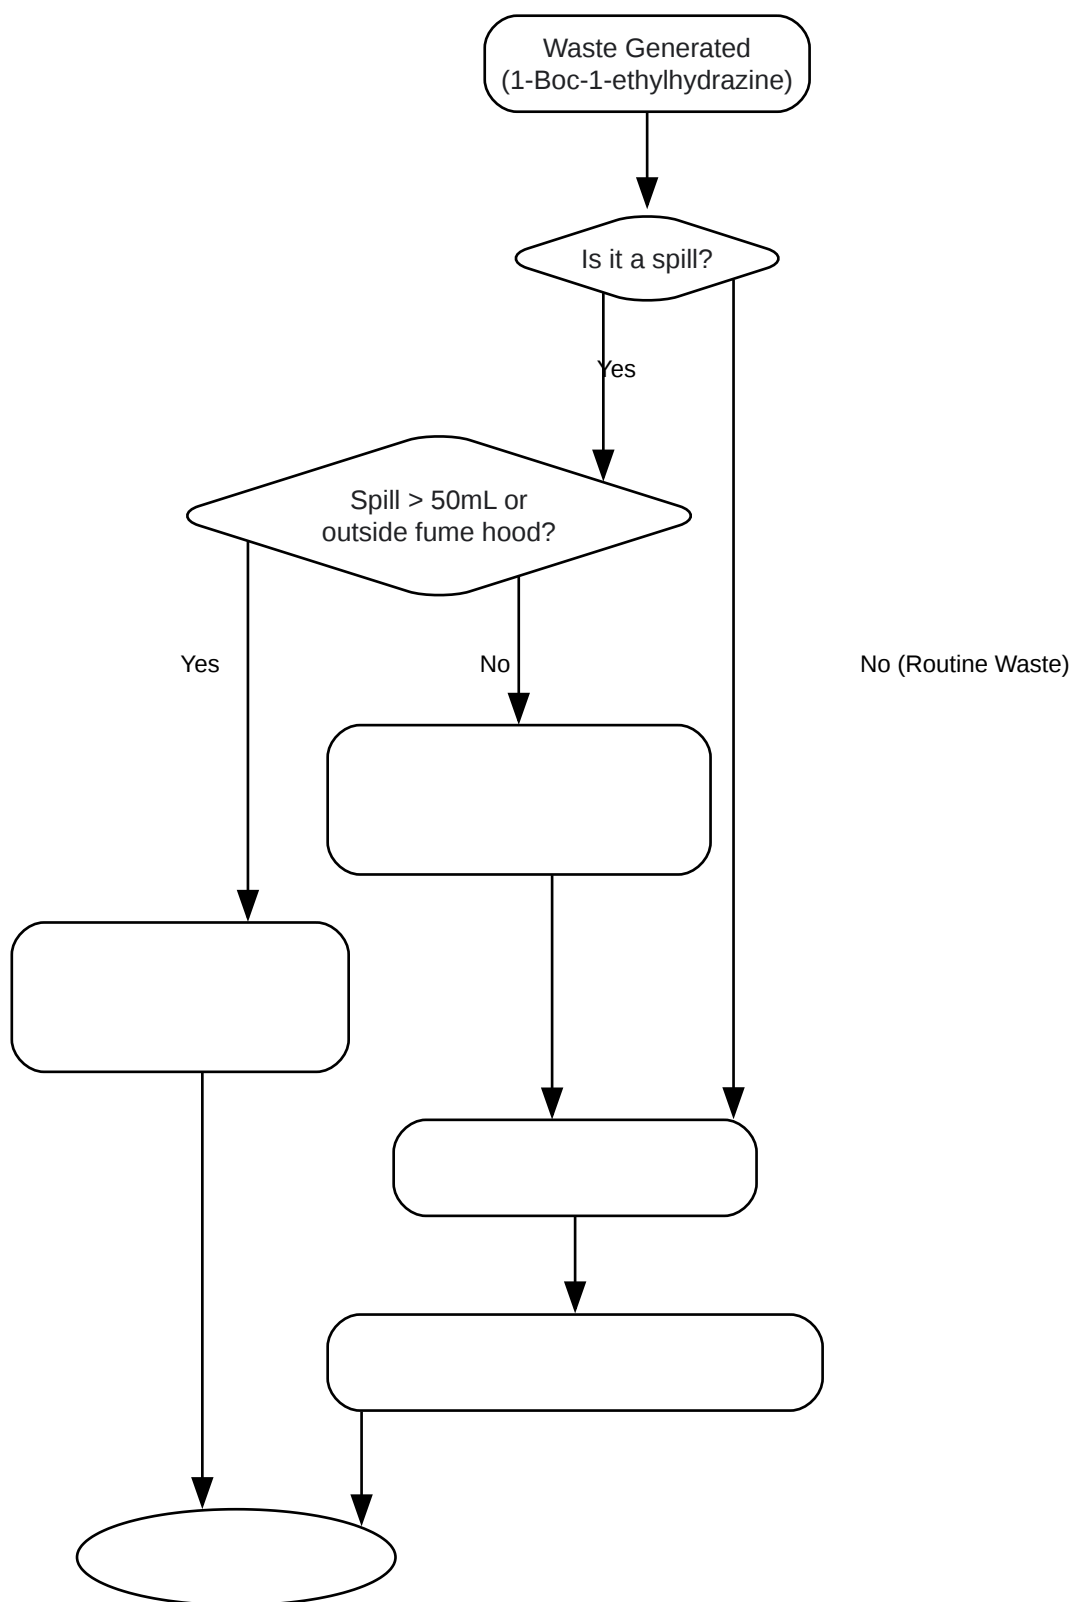 Waste Generated
(1-Boc-1-ethylhydrazine)
Is it a spill?
Yes
Spill > 50mL or
outside fume hood?
Yes
No
No (Routine Waste)